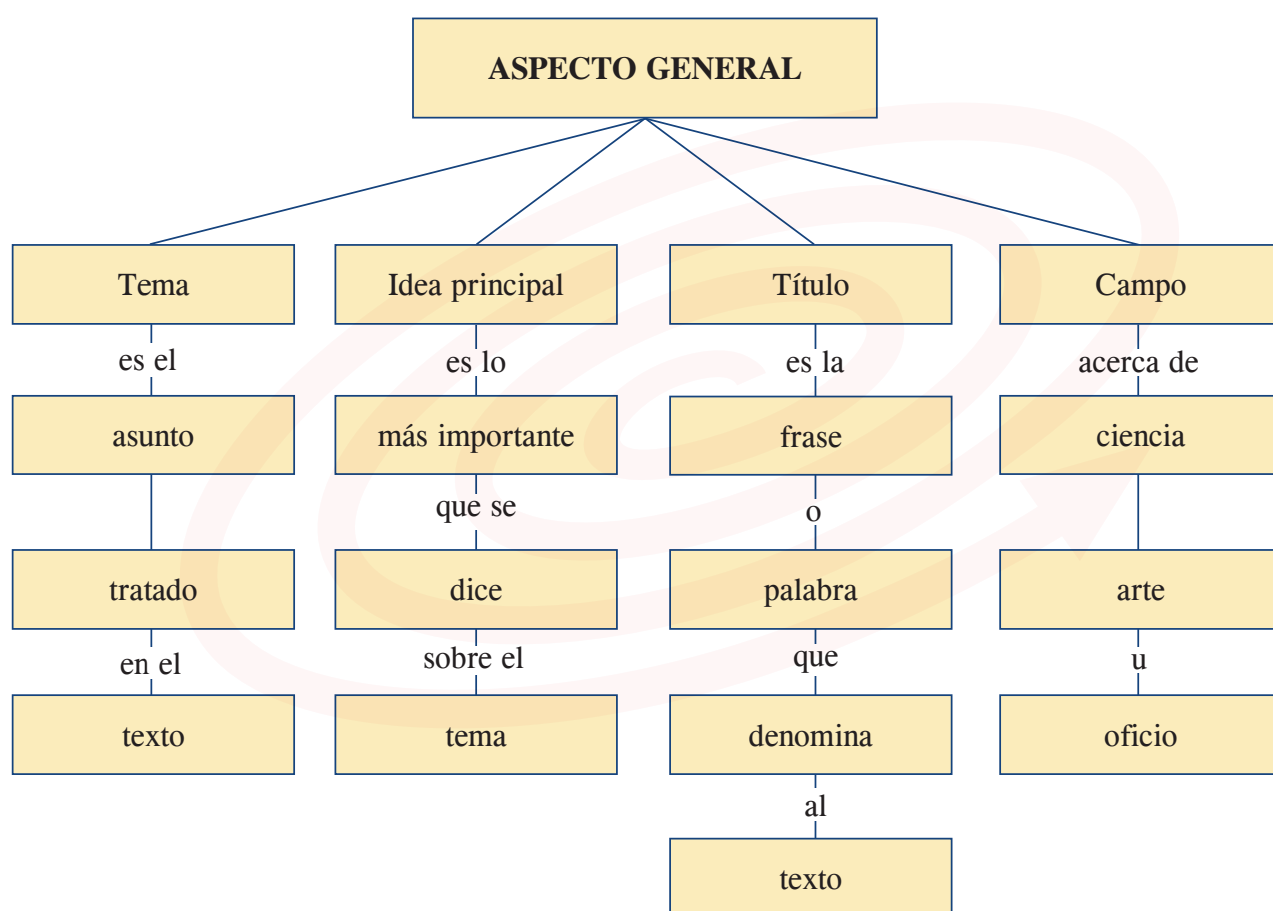 ASPECTO GENERAL
Tema
es el
asunto
tratado
en el
texto
Idea principal
es lo
más importante
que se
dice
sobre el
tema
Título
es la
frase
o
palabra
que
denomina
al
texto
Campo
acerca de
ciencia
arte
u
oficio